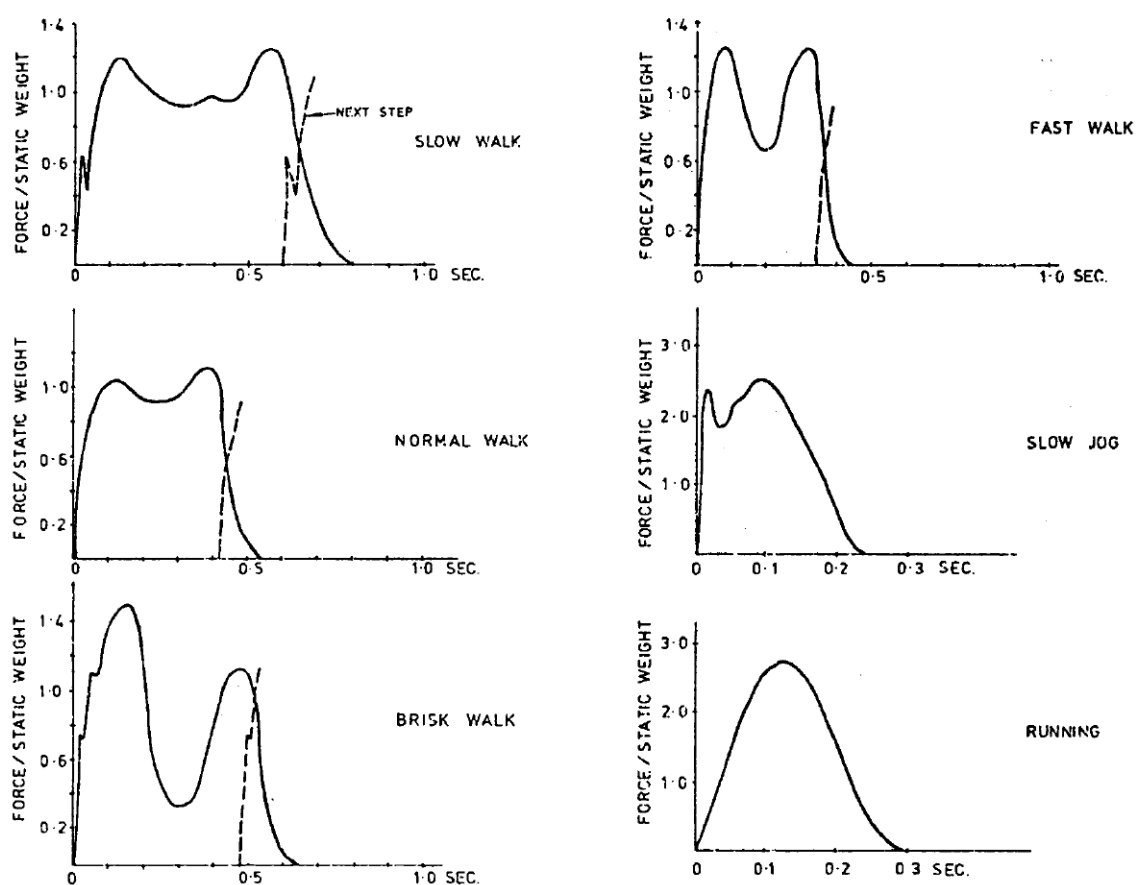 FORCE/STATIC WEIGHT
1·4
1·0
0·6
0·2
0
0·5
1·0 SEC.
NEXT STEP
SLOW WALK
FORCE/STATIC WEIGHT
1·4
1·0
0·6
0·2
0
0·5
1·0 SEC.
FAST WALK
FORCE/STATIC WEIGHT
1·0
0·6
0·2
0
0·5
1·0 SEC.
NORMAL WALK
FORCE/STATIC WEIGHT
3·0
2·0
1·0
0
0·1
0·2
0·3 SEC.
SLOW JOG
FORCE/STATIC WEIGHT
1·4
1·0
0·6
0·2
0
0·5
1·0 SEC.
BRISK WALK
FORCE/STATIC WEIGHT
3·0
2·0
1·0
0
0·1
0·2
0 3 SEC.
RUNNING